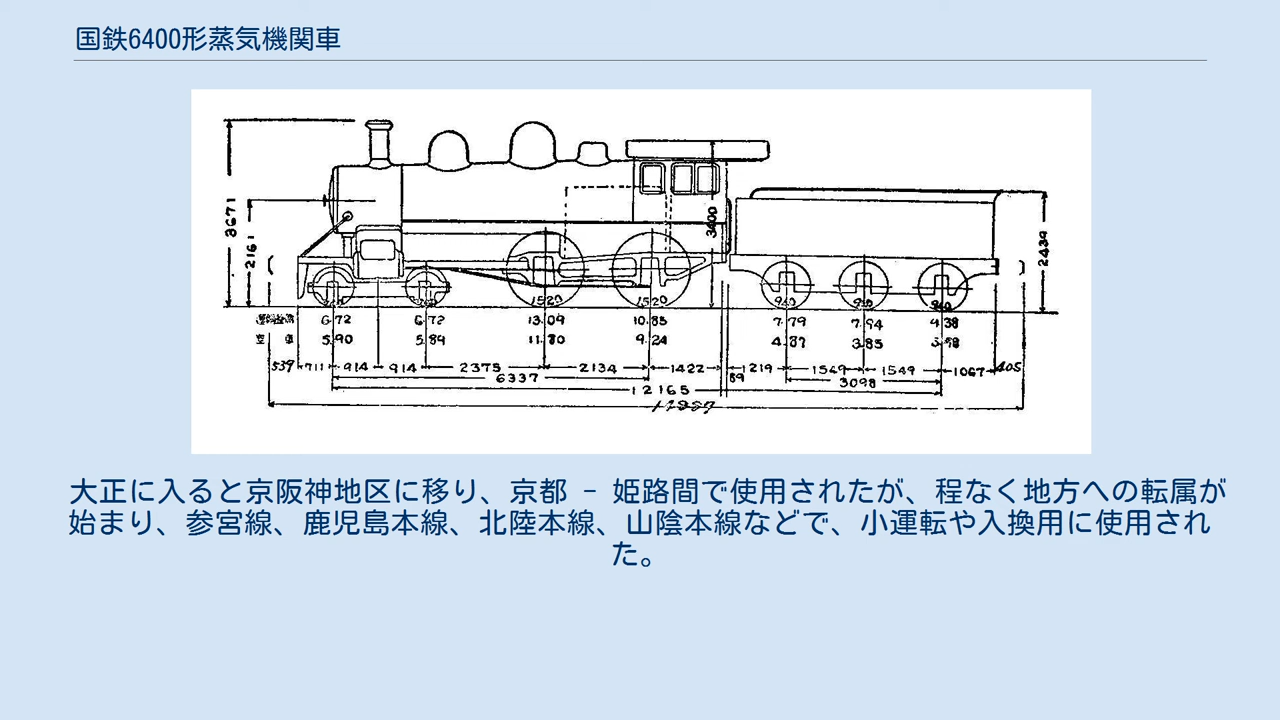 国鉄6400形蒸気機関車
3671
2161
3400
2439
1520 1520 940 940 940
6.72 6.72 13.09 10.85 7.79 7.94 4.38
空 車 5.90 5.84 11.80 9.24 4.87 3.85 3.98
539 711 914 914 2375 2134 1422 89 1219 1549 1549 1067 405
6337 3098
12165
大正に入ると京阪神地区に移り、京都 - 姫路間で使用されたが、程なく地方への転属が
始まり、参宮線、鹿児島本線、北陸本線、山陰本線などで、小運転や入換用に使用され
た。